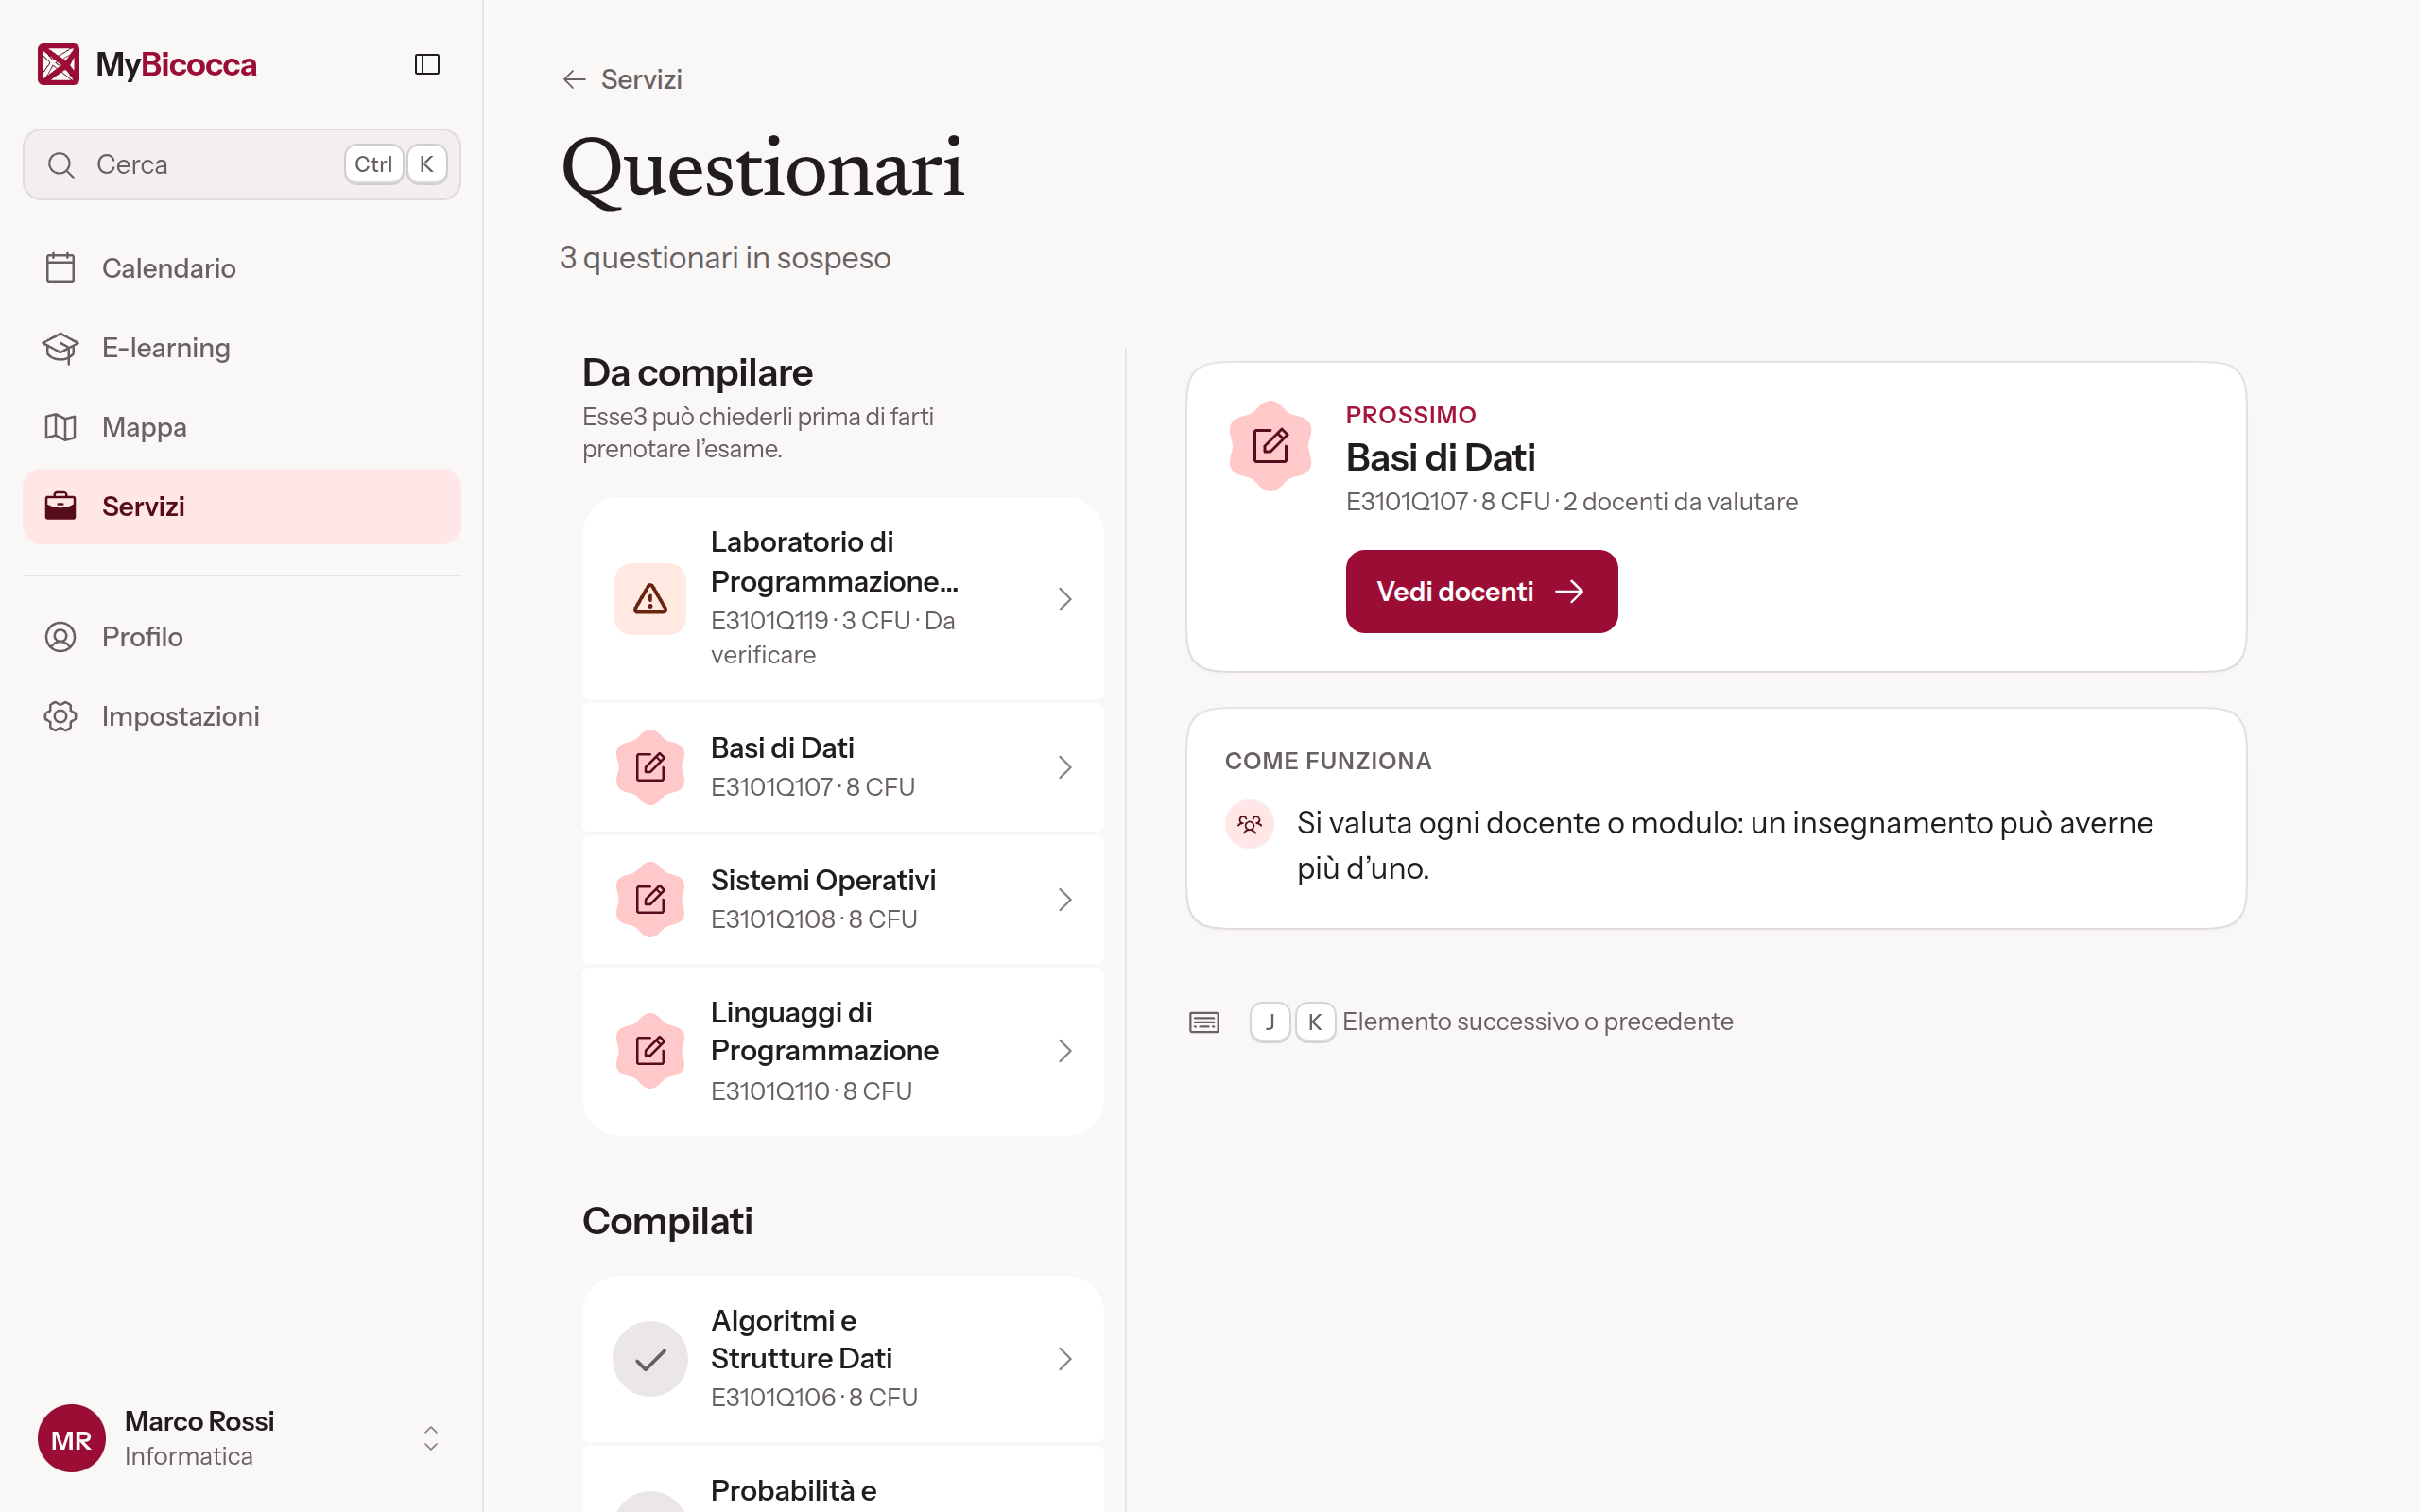 MyBicocca
Cerca
Ctrl K
Calendario
E-learning
Mappa
Servizi
Profilo
Impostazioni
MR
Marco Rossi
Informatica
Servizi
Questionari
3 questionari in sospeso
Da compilare
Esse3 può chiederli prima di farti
prenotare l’esame.
Laboratorio di
Programmazione...
E3101Q119 · 3 CFU · Da
verificare
Basi di Dati
E3101Q107 · 8 CFU
Sistemi Operativi
E3101Q108 · 8 CFU
Linguaggi di
Programmazione
E3101Q110 · 8 CFU
Compilati
Algoritmi e
Strutture Dati
E3101Q106 · 8 CFU
Probabilità e
PROSSIMO
Basi di Dati
E3101Q107 · 8 CFU · 2 docenti da valutare
Vedi docenti
COME FUNZIONA
Si valuta ogni docente o modulo: un insegnamento può averne
più d’uno.
J K Elemento successivo o precedente